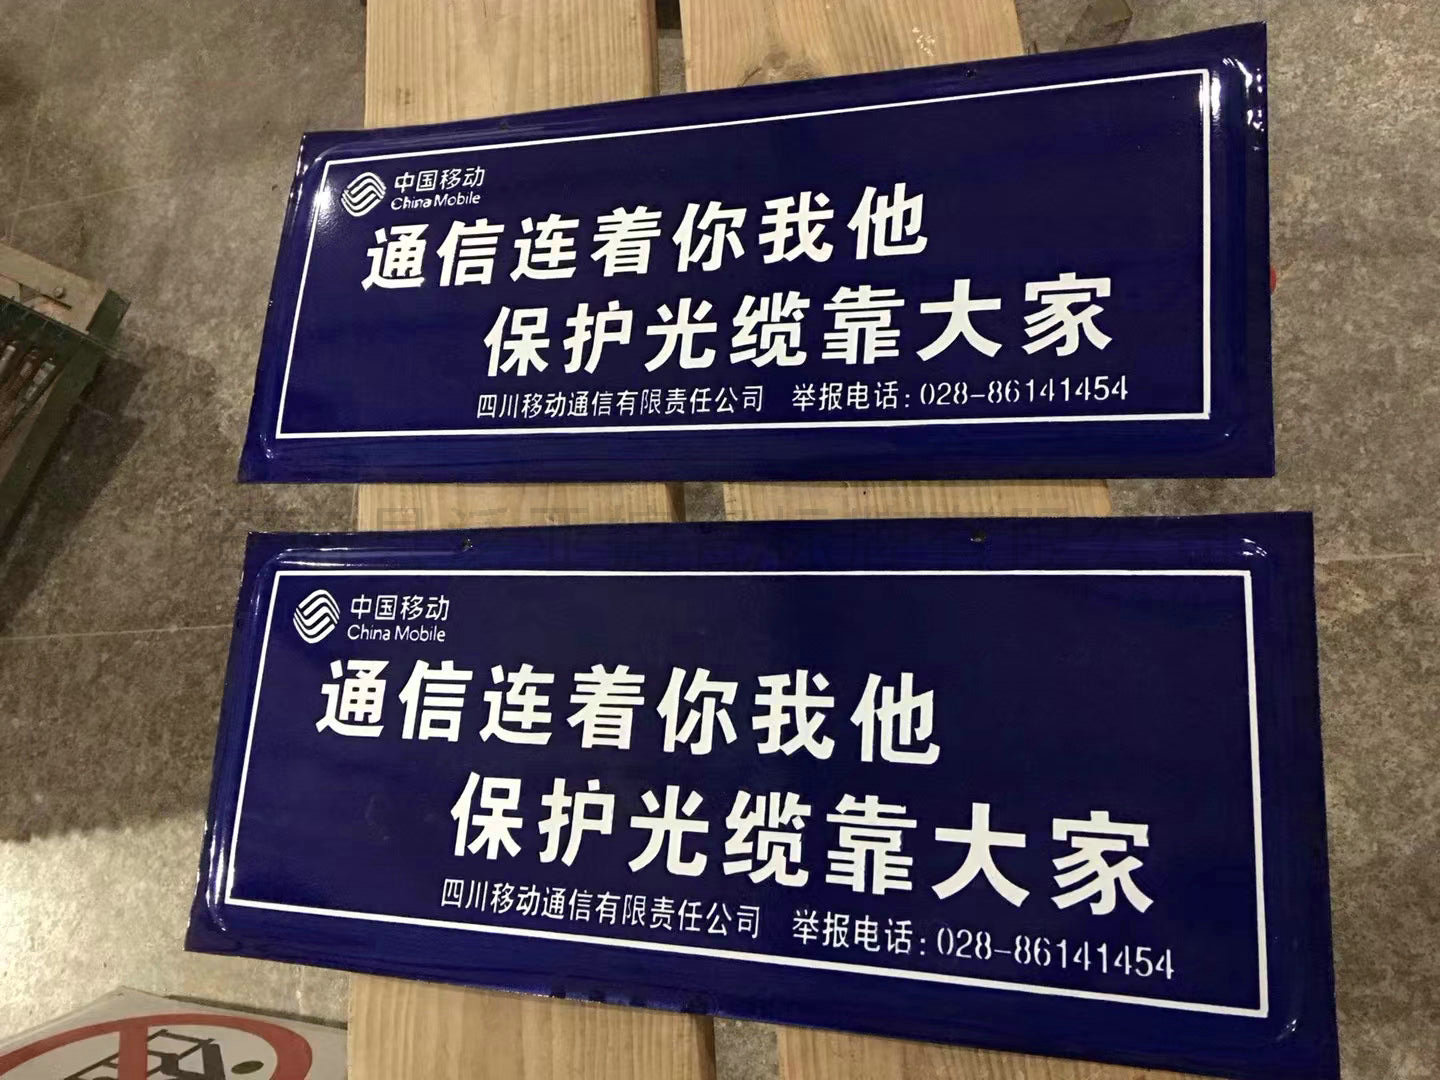 中国移动
China Mobile
通信连着你我他
保护光缆靠大家
四川移动通信有限责任公司 举报电话:028-86141454
中国移动
China Mobile
通信连着你我他
保护光缆靠大家
四川移动通信有限责任公司 举报电话:028-86141454